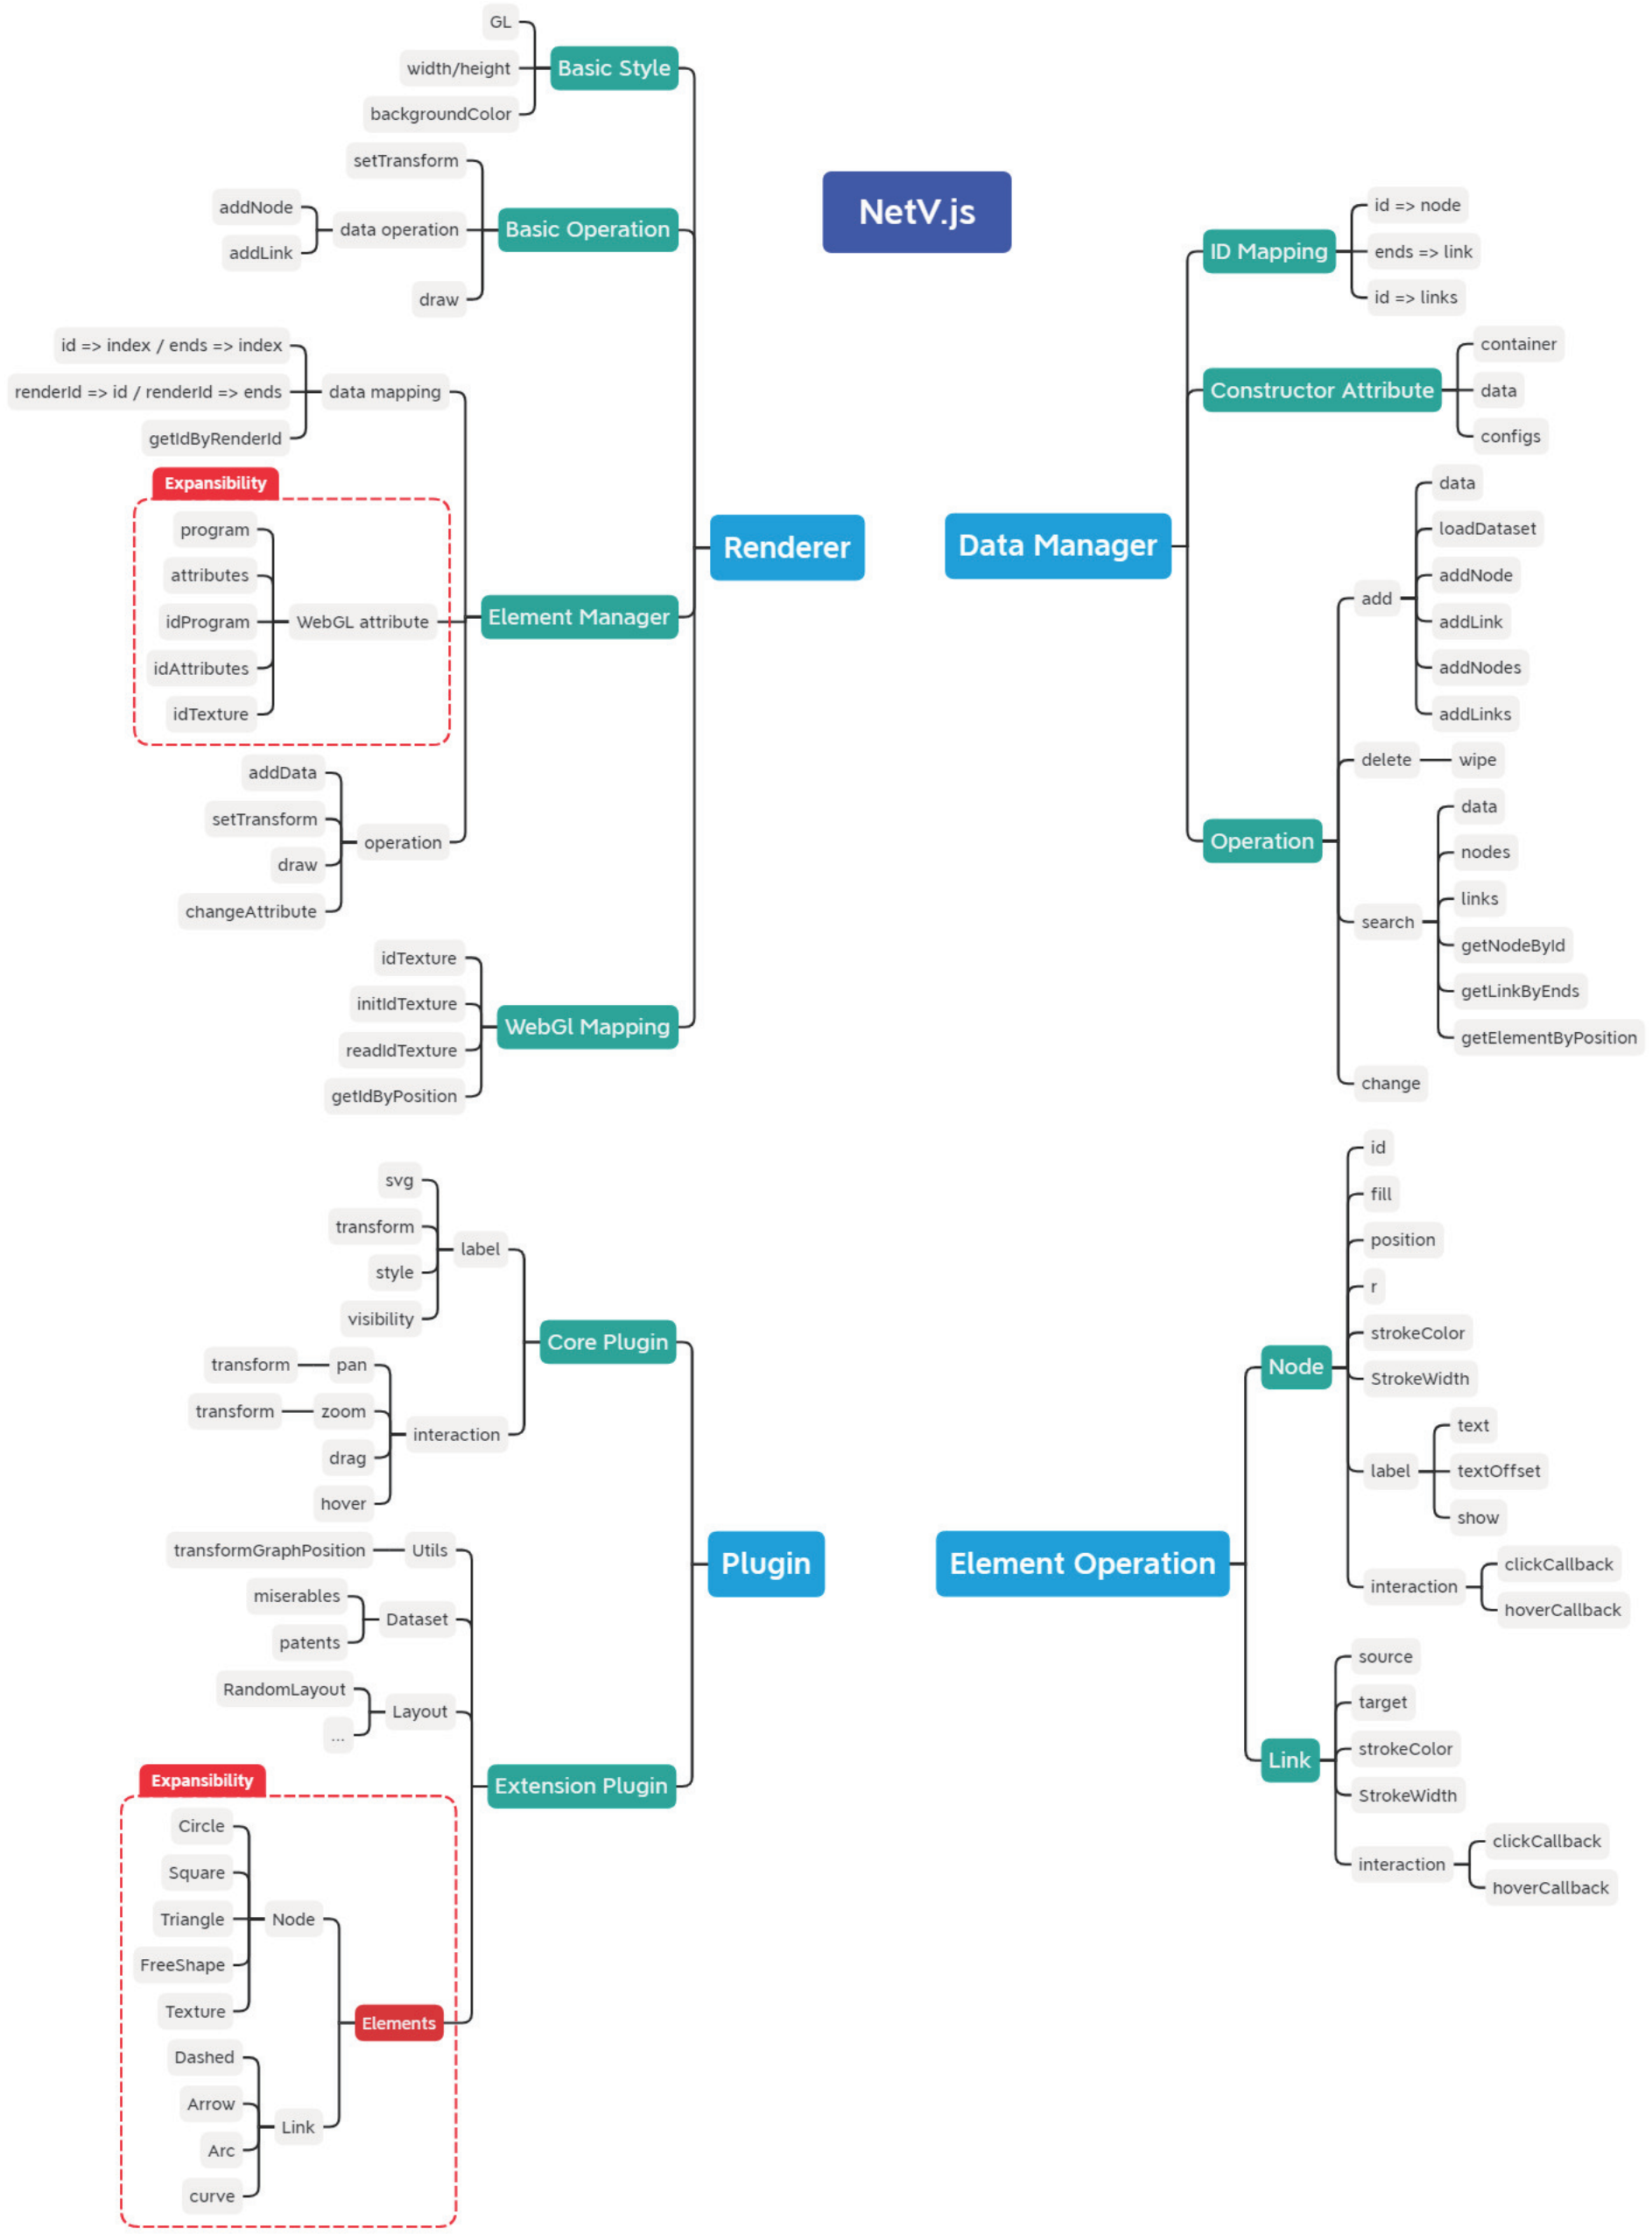 NetV.js
Renderer
Basic Style
GL
width/height
backgroundColor
Basic Operation
setTransform
data operation
addNode
addLink
draw
Element Manager
data mapping
id => index / ends => index
renderId => id / renderId => ends
getIdByRenderId
Expansibility
WebGL attribute
program
attributes
idProgram
idAttributes
idTexture
operation
addData
setTransform
draw
changeAttribute
WebGl Mapping
idTexture
initIdTexture
readIdTexture
getIdByPosition
Data Manager
ID Mapping
id => node
ends => link
id => links
Constructor Attribute
container
data
configs
Operation
add
data
loadDataset
addNode
addLink
addNodes
addLinks
delete
wipe
search
data
nodes
links
getNodeById
getLinkByEnds
getElementByPosition
change
Plugin
Core Plugin
label
svg
transform
style
visibility
interaction
pan
transform
zoom
transform
drag
hover
Extension Plugin
Utils
transformGraphPosition
Dataset
miserables
patents
Layout
RandomLayout
...
Expansibility
Elements
Node
Circle
Square
Triangle
FreeShape
Texture
Link
Dashed
Arrow
Arc
curve
Element Operation
Node
id
fill
position
r
strokeColor
StrokeWidth
label
text
textOffset
show
interaction
clickCallback
hoverCallback
Link
source
target
strokeColor
StrokeWidth
interaction
clickCallback
hoverCallback